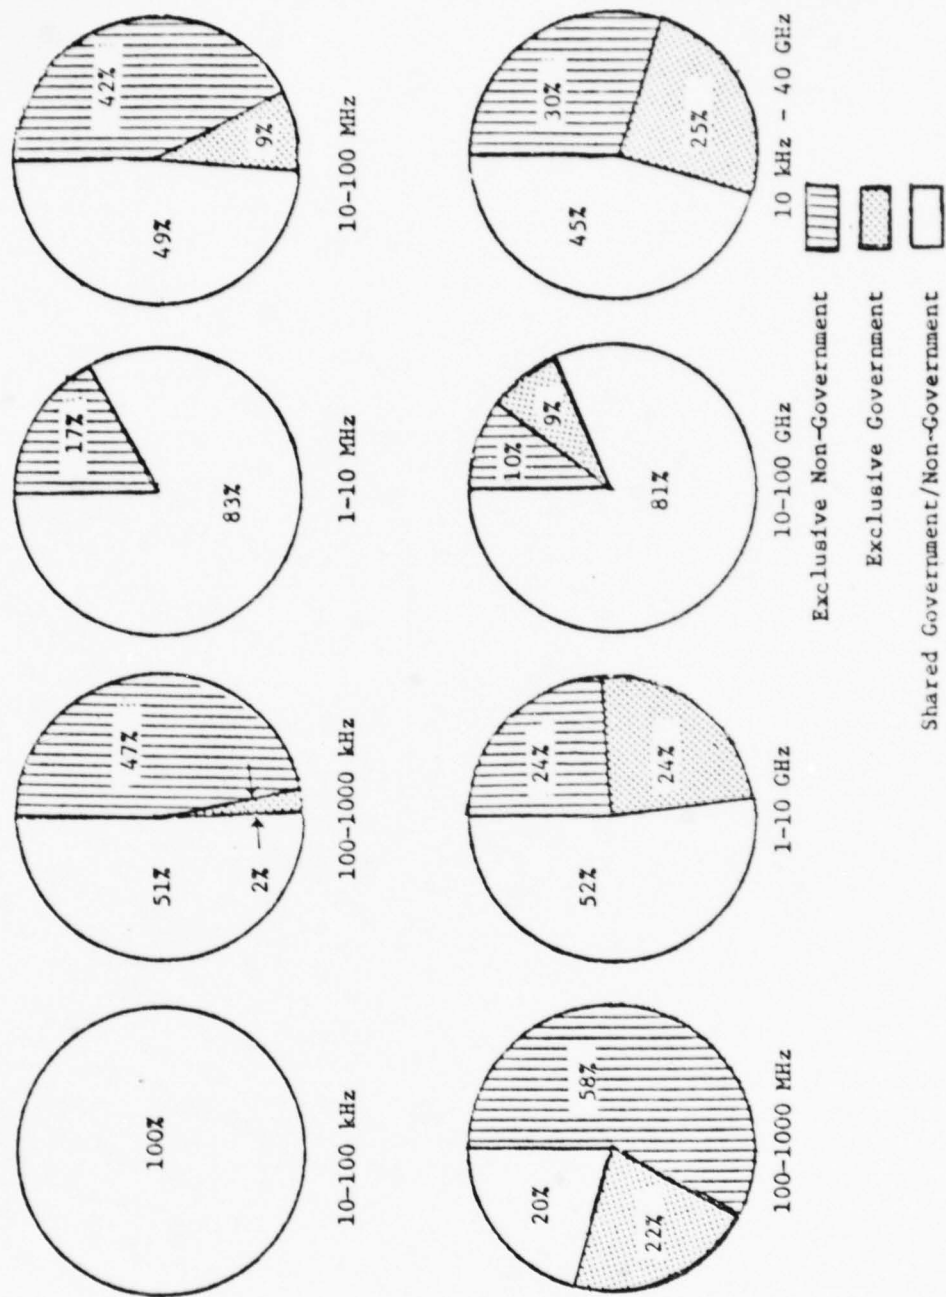 100%
10-100 kHz
51%
47%
2%
100-1000 kHz
17%
83%
1-10 MHz
42%
49%
9%
10-100 MHz
20%
58%
22%
100-1000 MHz
52%
24%
24%
1-10 GHz
10%
9%
81%
10-100 GHz
30%
45%
25%
10 kHz - 40 GHz
Exclusive Non-Government
Exclusive Government
Shared Government/Non-Government